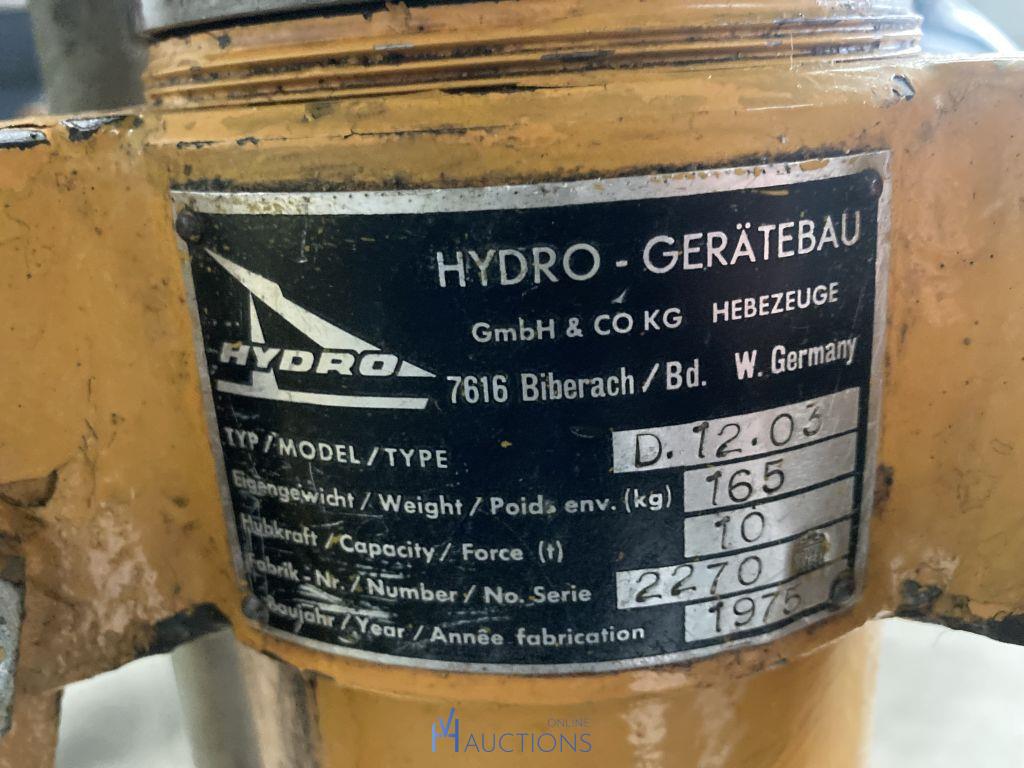 HYDRO - GERÄTEBAU
GmbH & CO KG HEBEZEUGE
7616 Biberach/Bd. W. Germany
HYDRO
TYP/MODEL/TYPE D. 12.03
Eigengewicht/Weight/Poids env. (kg) 165
Hubkraft/Capacity/Force (t) 10
Fabrik-Nr./Number/No. Serie 2270
Baujahr/Year/Année fabrication 1975
V4 ONLINE
AUCTIONS